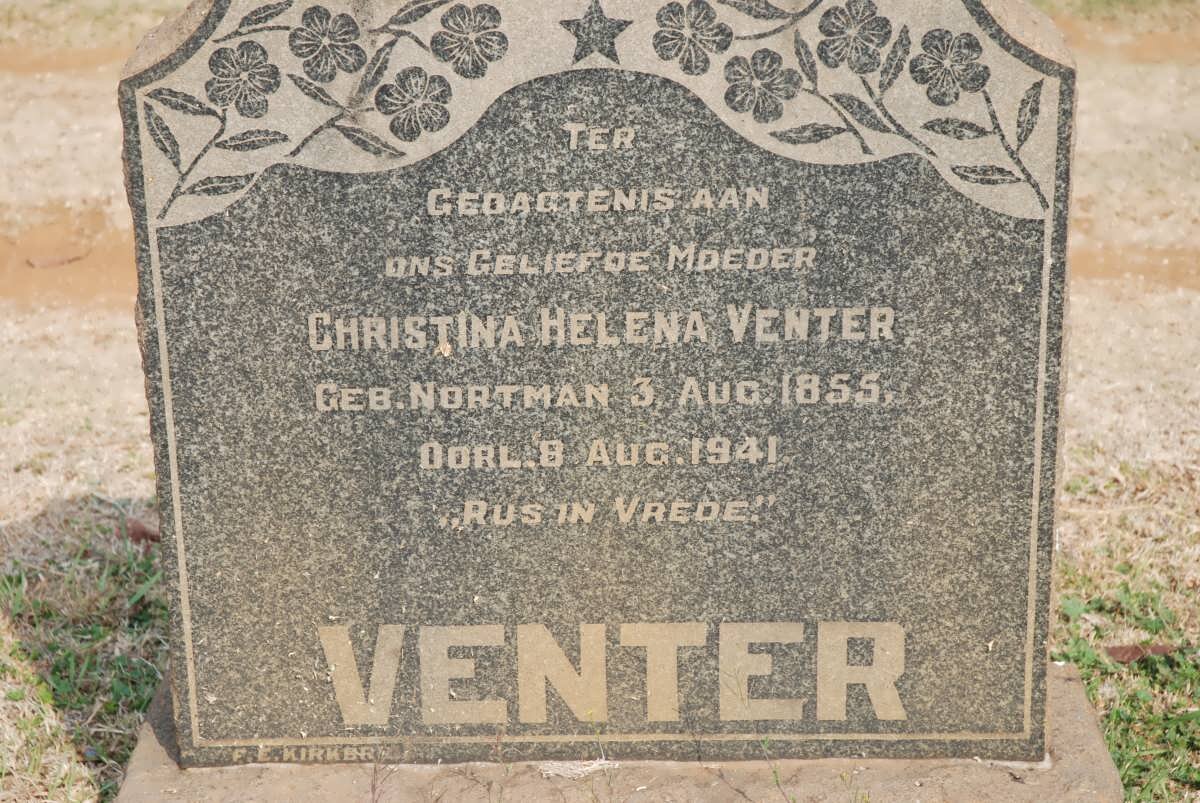 TER
GEDAGTENIS AAN
ONS GELIEFDE MOEDER
CHRISTINA HELENA VENTER
GEB. NORTMAN 3, AUG. 1855,
OORL. 8 AUG. 1941.
„RUS IN VREDE.”
VENTER